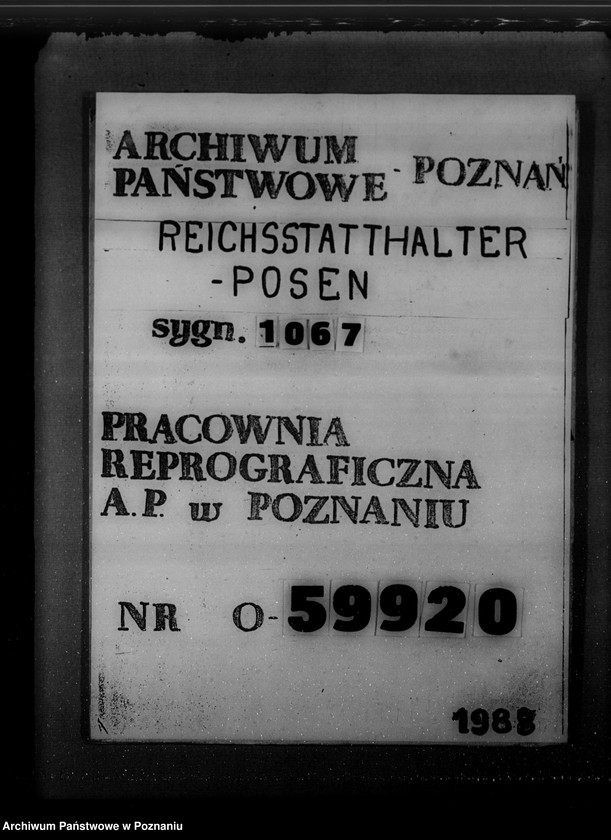 ARCHIWUM
PAŃSTWOWE - POZNAŃ
REICHSSTATTHALTER
-POSEN
sygn. 1067
PRACOWNIA
REPROGRAFICZNA
A.P. w POZNANIU
NR O-59920
1988
Archiwum Państwowe w Poznaniu